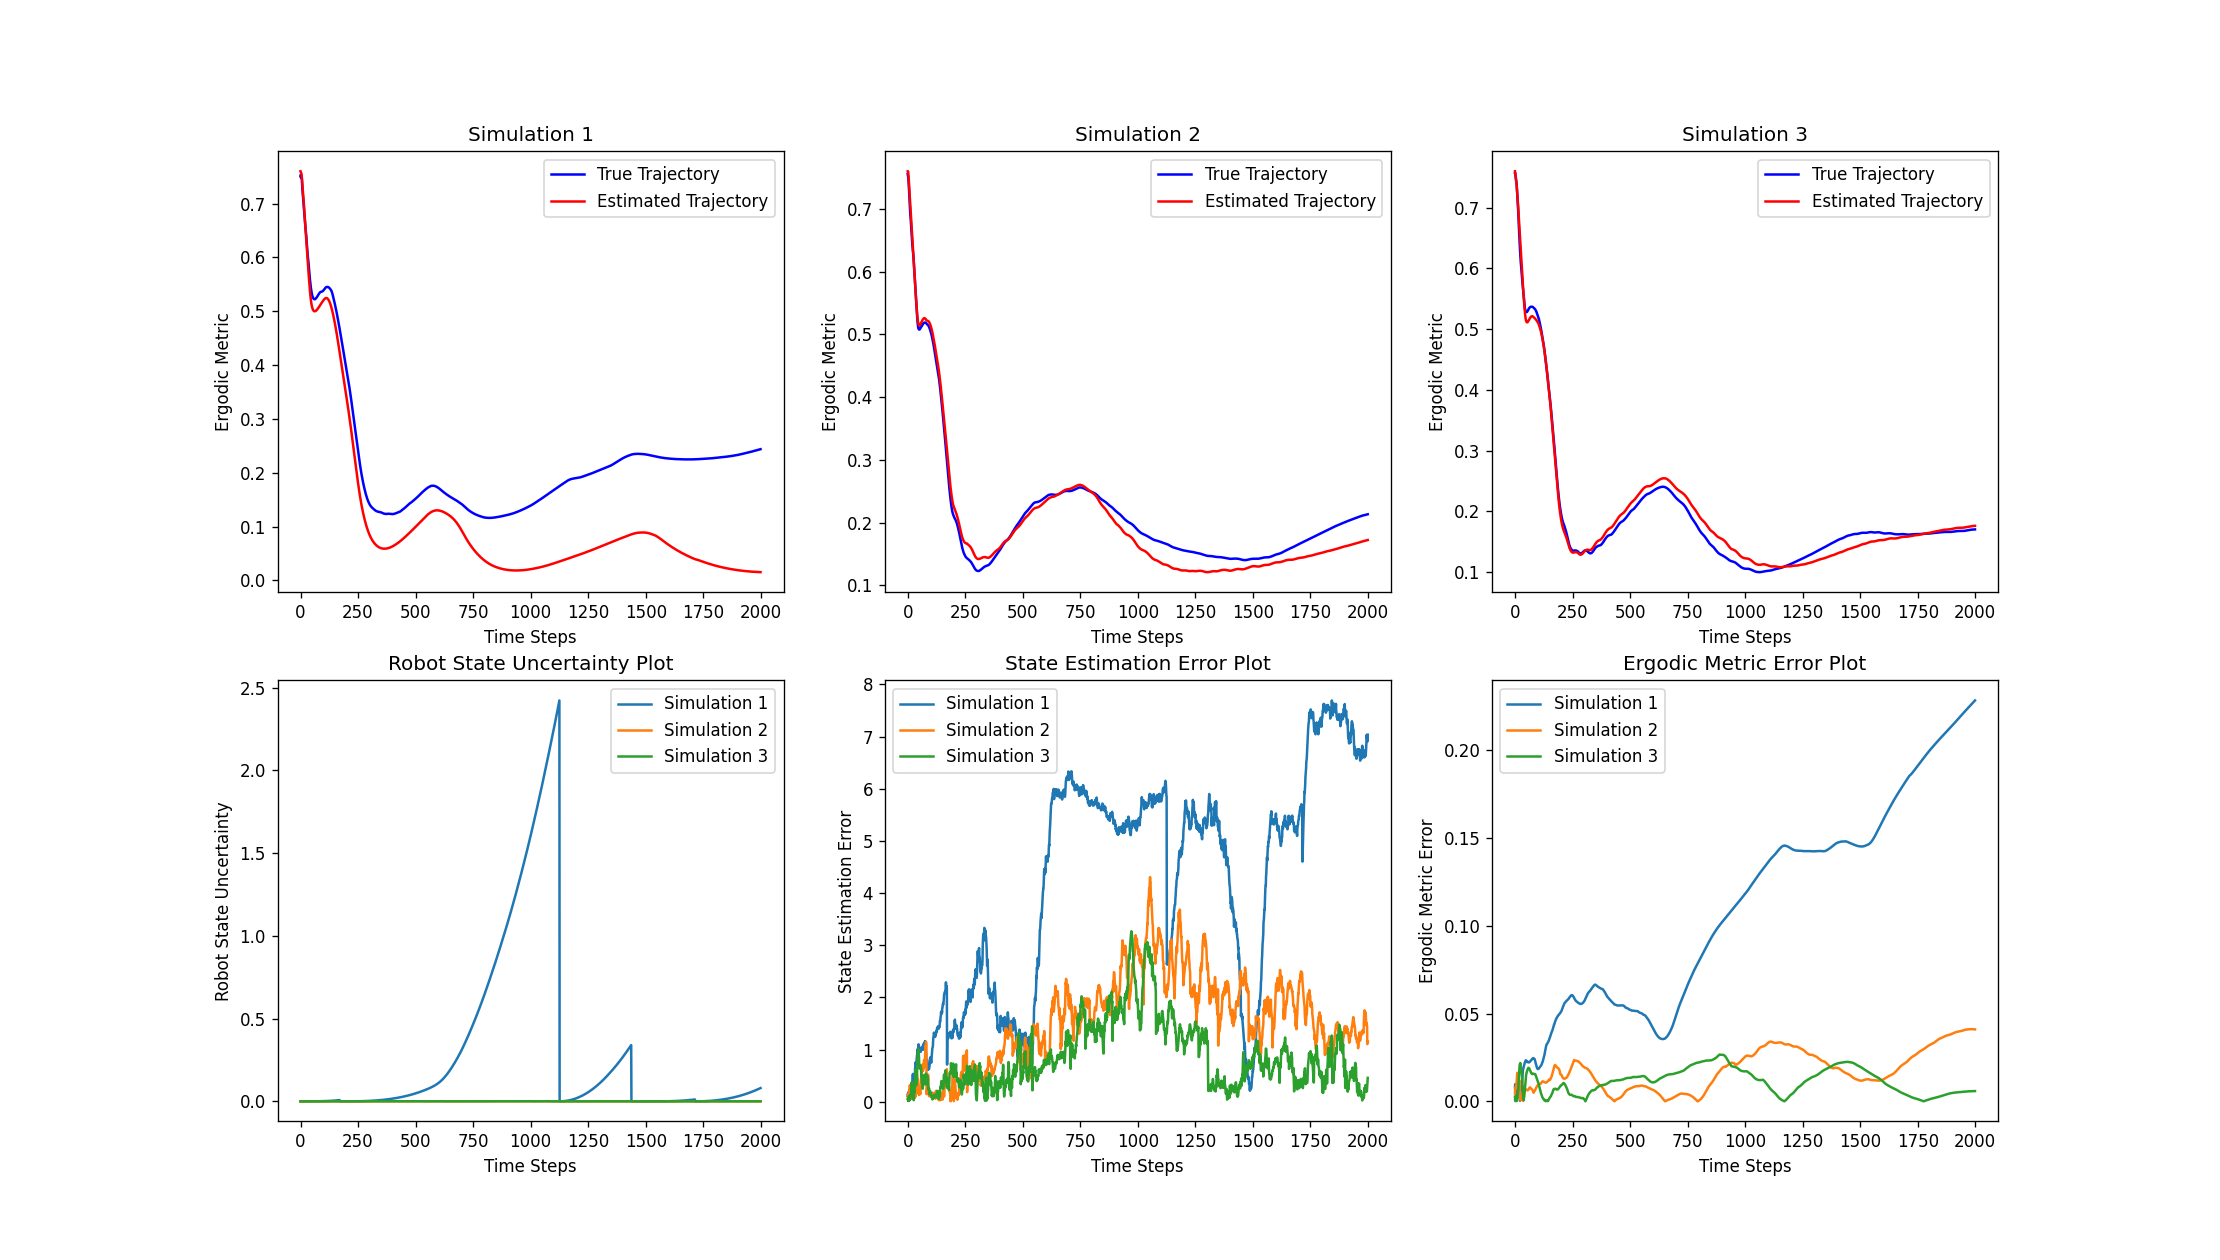 Simulation 1
True Trajectory
Estimated Trajectory
Ergodic Metric
0.7
0.6
0.5
0.4
0.3
0.2
0.1
0.0
0 250 500 750 1000 1250 1500 1750 2000
Time Steps
Simulation 2
True Trajectory
Estimated Trajectory
Ergodic Metric
0.7
0.6
0.5
0.4
0.3
0.2
0.1
0 250 500 750 1000 1250 1500 1750 2000
Time Steps
Simulation 3
True Trajectory
Estimated Trajectory
Ergodic Metric
0.7
0.6
0.5
0.4
0.3
0.2
0.1
0 250 500 750 1000 1250 1500 1750 2000
Time Steps
Robot State Uncertainty Plot
Simulation 1
Simulation 2
Simulation 3
Robot State Uncertainty
2.5
2.0
1.5
1.0
0.5
0.0
0 250 500 750 1000 1250 1500 1750 2000
Time Steps
State Estimation Error Plot
Simulation 1
Simulation 2
Simulation 3
State Estimation Error
8
7
6
5
4
3
2
1
0
0 250 500 750 1000 1250 1500 1750 2000
Time Steps
Ergodic Metric Error Plot
Simulation 1
Simulation 2
Simulation 3
Ergodic Metric Error
0.20
0.15
0.10
0.05
0.00
0 250 500 750 1000 1250 1500 1750 2000
Time Steps